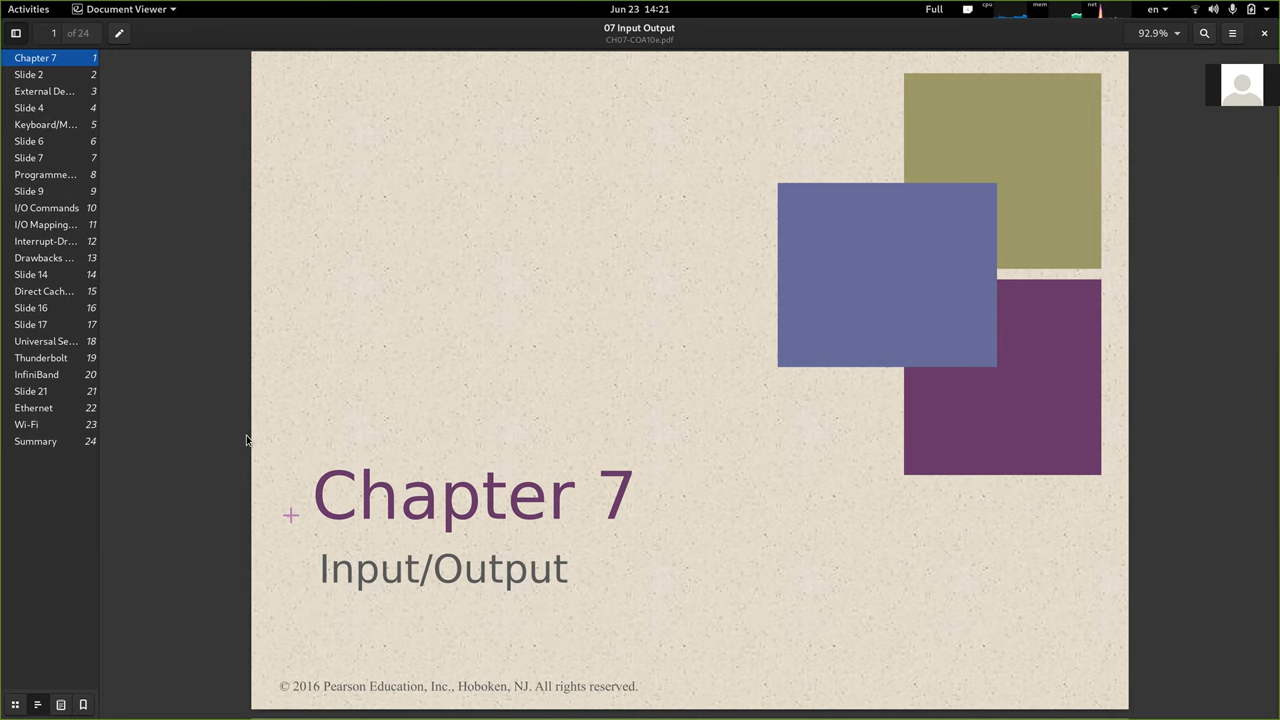 Activities
Document Viewer
Jun 23 14:21
Full
cpu
mem
net
en
1 of 24
07 Input Output
CH07-COA10e.pdf
92.9%
Chapter 7 1
Slide 2 2
External De... 3
Slide 4 4
Keyboard/M... 5
Slide 6 6
Slide 7 7
Programme... 8
Slide 9 9
I/O Commands 10
I/O Mapping... 11
Interrupt-Dr... 12
Drawbacks ... 13
Slide 14 14
Direct Cach... 15
Slide 16 16
Slide 17 17
Universal Se... 18
Thunderbolt 19
InfiniBand 20
Slide 21 21
Ethernet 22
Wi-Fi 23
Summary 24
+ Chapter 7
Input/Output
© 2016 Pearson Education, Inc., Hoboken, NJ. All rights reserved.